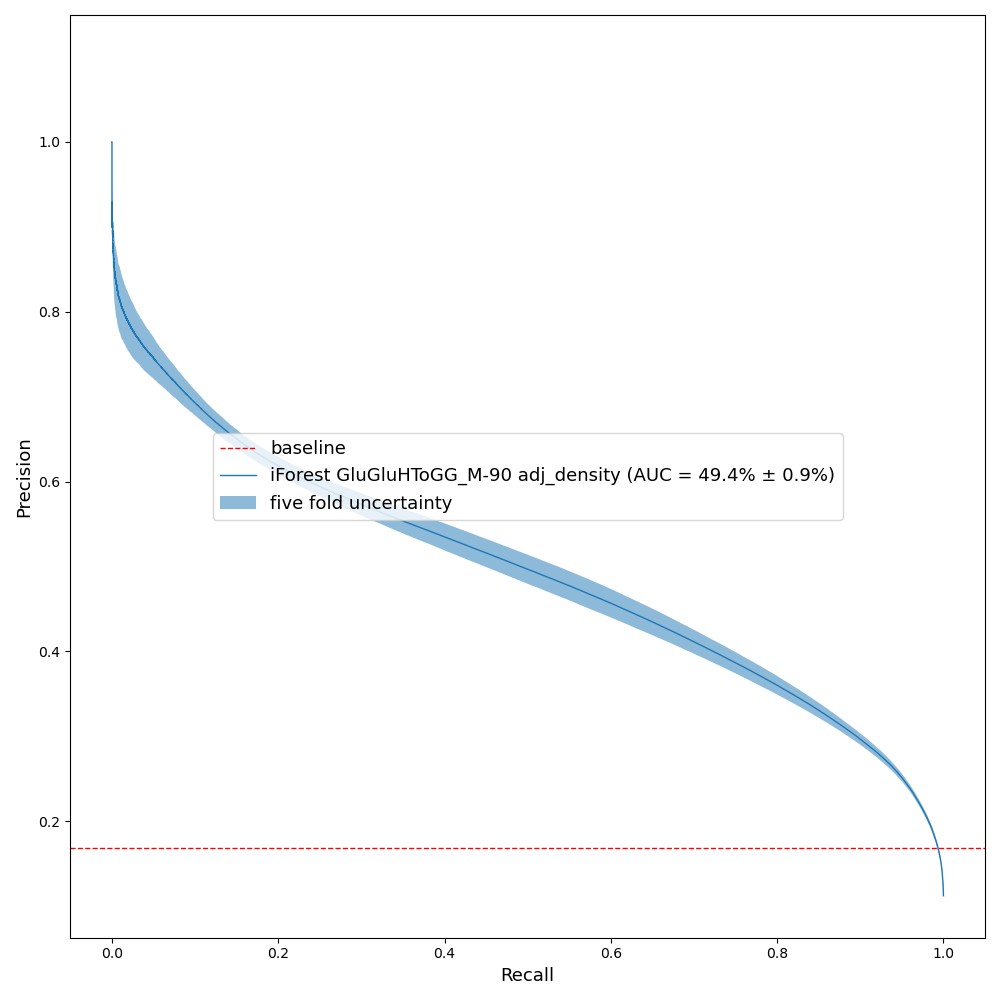 1.0
0.8
0.6
0.4
0.2
Precision
baseline
iForest GluGluHToGG_M-90 adj_density (AUC = 49.4% ± 0.9%)
five fold uncertainty
0.0
0.2
0.4
0.6
0.8
1.0
Recall